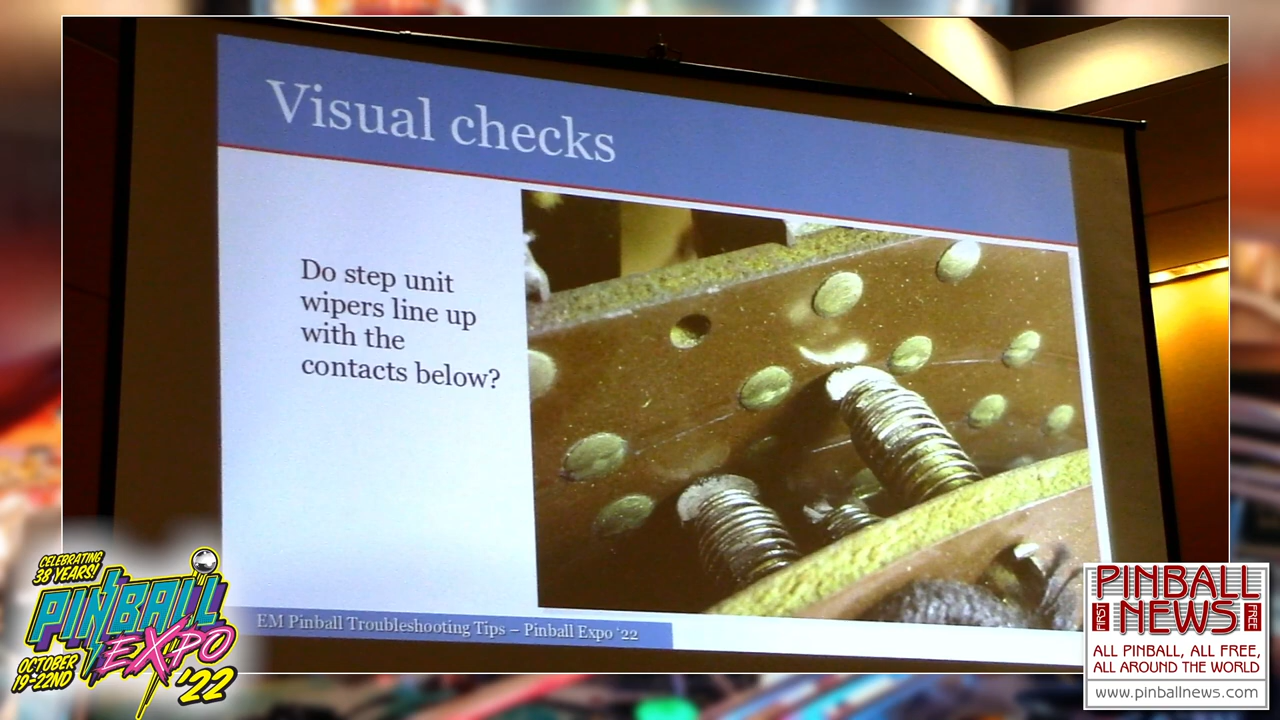 Visual checks
Do step unit
wipers line up
with the
contacts below?
EM Pinball Troubleshooting Tips – Pinball Expo ‘22
CELEBRATING
38 YEARS!
PINBALL
EXPO
OCTOBER
19-22ND
'22
PINBALL
NEWS
FAST
FREE
ALL PINBALL, ALL FREE,
ALL AROUND THE WORLD
www.pinballnews.com